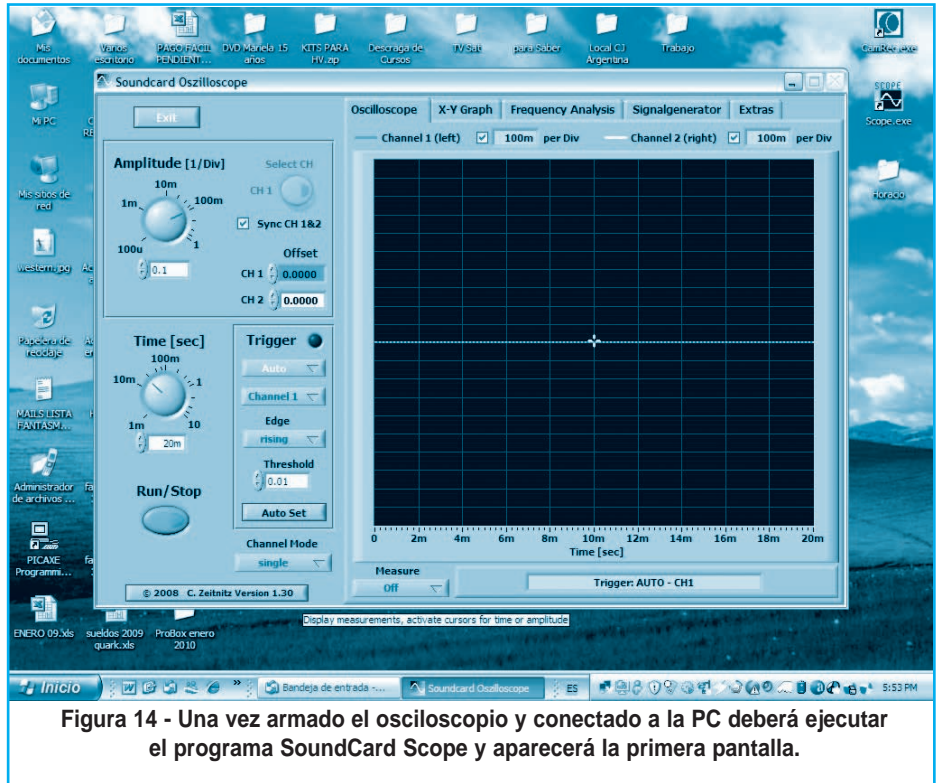 Mis documentos
Varios escritorio
PAGO FACIL PENDIENT...
DVD Mariela 15 años
KITS PARA HV.zip
Descraga de Cursos
TV Sat
para Saber
Local CJ Argentina
Trabajo
CamRec.exe
SCOPE
Scope.exe
Mi PC
Mis sitios de red
Horacio
western.jpg
Papelera de reciclaje
MAILS LISTA FANTASM...
Administrador de archivos ...
PICAXE Programmi...
ENERO 09.xls
sueldos 2009 quark.xls
ProBox enero 2010
Soundcard Oszilloscope
Exit
Oscilloscope
X-Y Graph
Frequency Analysis
Signalgenerator
Extras
Channel 1 (left) 100m per Div
Channel 2 (right) 100m per Div
Amplitude [1/Div]
10m
1m
100m
100u
1
0.1
Select CH
CH 1
Sync CH 1&2
Offset
CH 1 0.0000
CH 2 0.0000
Time [sec]
100m
10m
1
1m
10
20m
Trigger
Auto
Channel 1
Edge
rising
Threshold
0.01
Auto Set
Run/Stop
Channel Mode
single
© 2008 C. Zeitnitz Version 1.30
0 2m 4m 6m 8m 10m 12m 14m 16m 18m 20m
Time [sec]
Measure
Off
Trigger: AUTO - CH1
Display measurements, activate cursors for time or amplitude
Inicio
Bandeja de entrada -...
Soundcard Oszilloscope
ES
5:53 PM
Figura 14 - Una vez armado el osciloscopio y conectado a la PC deberá ejecutar
el programa SoundCard Scope y aparecerá la primera pantalla.